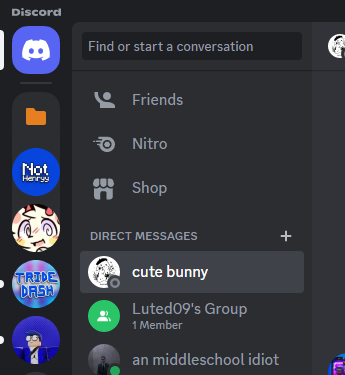 Discord
Find or start a conversation
Friends
Nitro
Shop
DIRECT MESSAGES
cute bunny
Luted09's Group
1 Member
an middleschool idiot
Not
Henryy
TRIDE
DASH